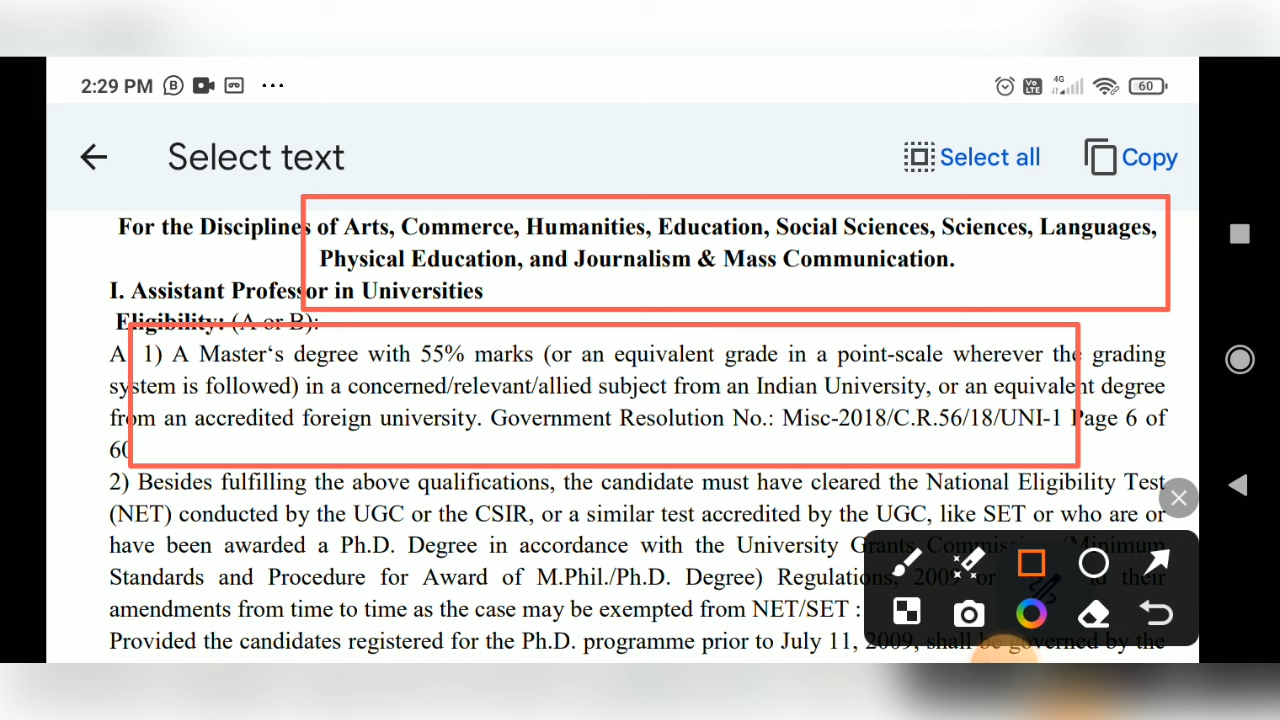 2:29 PM
4G
Vo
LTE
60
Select text
Select all
Copy
For the Disciplines of Arts, Commerce, Humanities, Education, Social Sciences, Sciences, Languages,
Physical Education, and Journalism & Mass Communication.
I. Assistant Professor in Universities
Eligibility: (A or B):
A 1) A Master‘s degree with 55% marks (or an equivalent grade in a point-scale wherever the grading
system is followed) in a concerned/relevant/allied subject from an Indian University, or an equivalent degree
from an accredited foreign university. Government Resolution No.: Misc-2018/C.R.56/18/UNI-1 Page 6 of
60
2) Besides fulfilling the above qualifications, the candidate must have cleared the National Eligibility Test
(NET) conducted by the UGC or the CSIR, or a similar test accredited by the UGC, like SET or who are or
have been awarded a Ph.D. Degree in accordance with the University Grants Commission (Minimum
Standards and Procedure for Award of M.Phil./Ph.D. Degree) Regulations, 2009 or their
amendments from time to time as the case may be exempted from NET/SET :
Provided the candidates registered for the Ph.D. programme prior to July 11, 2009, shall be governed by the